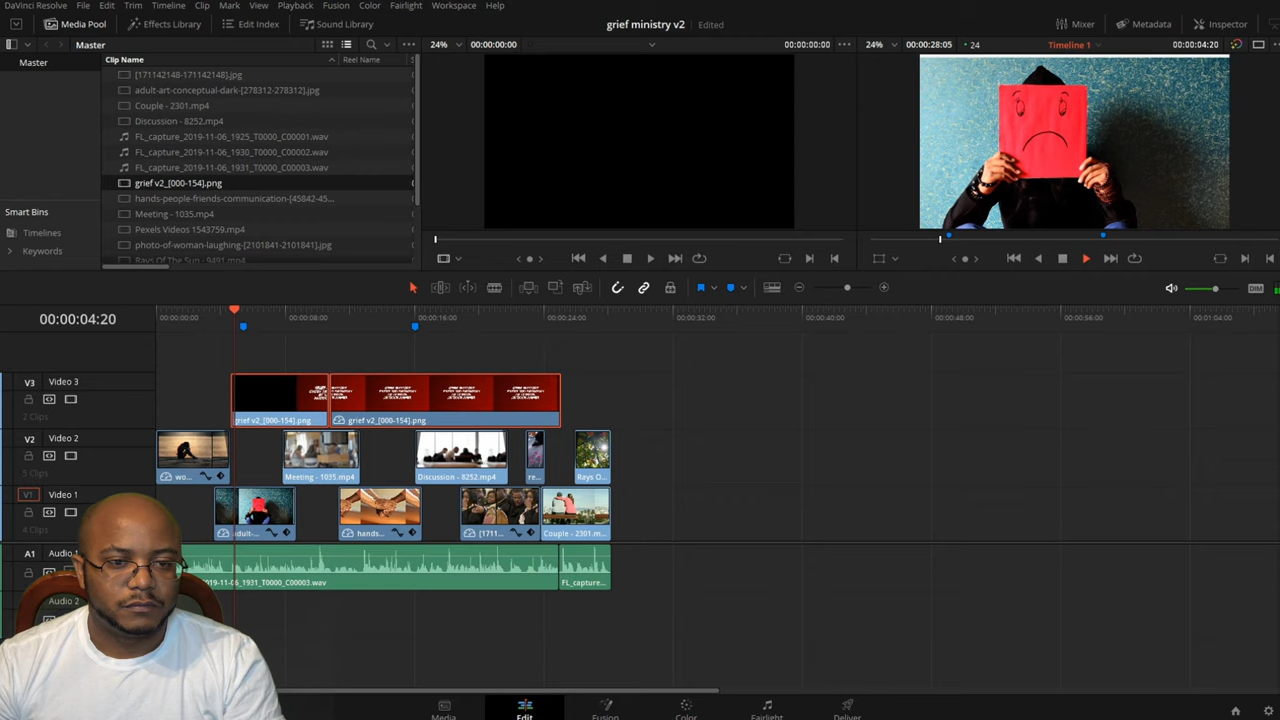 DaVinci Resolve File Edit Trim Timeline Clip Mark View Playback Fusion Color Fairlight Workspace Help
Media Pool Effects Library Edit Index Sound Library grief ministry v2 Edited Mixer Metadata Inspector
Master 24% 00:00:00:00 00:00:00:00 24% 00:00:28:05 24 Timeline 1 00:00:04:20
Master Clip Name Reel Name
[171142148-171142148].jpg
adult-art-conceptual-dark-[278312-278312].jpg
Couple - 2301.mp4
Discussion - 8252.mp4
FL_capture_2019-11-06_1925_T0000_C00001.wav
FL_capture_2019-11-06_1930_T0000_C00002.wav
FL_capture_2019-11-06_1931_T0000_C00003.wav
grief v2_[000-154].png
hands-people-friends-communication-[45842-45...
Smart Bins Meeting - 1035.mp4
Timelines Pexels Videos 1543759.mp4
Keywords photo-of-woman-laughing-[2101841-2101841].jpg
Rays Of The Sun - 9491.mp4
DIM
00:00:04:20 00:00:00:00 00:00:08:00 00:00:16:00 00:00:24:00 00:00:32:00 00:00:40:00 00:00:48:00 00:00:56:00 00:01:04:00
V3 Video 3
2 Clips
grief v2_[000-154].png grief v2_[000-154].png
V2 Video 2
5 Clips
wo... Meeting - 1035.mp4 Discussion - 8252.mp4 re... Rays O...
V1 Video 1
4 Clips
adult-... hands... [1711... Couple - 2301.m...
A1 Audio 1
2019-11-06_1931_T0000_C00003.wav FL_capture...
Audio 2
Media Edit Fusion Color Fairlight Deliver